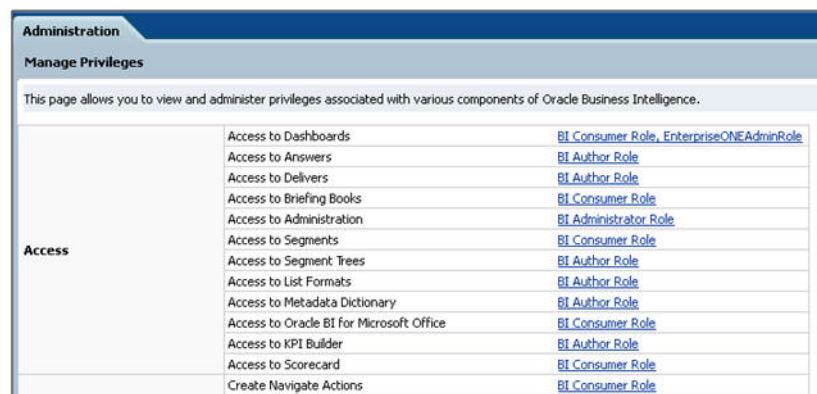 Administration
Manage Privileges
This page allows you to view and administer privileges associated with various components of Oracle Business Intelligence.
Access
Access to Dashboards BI Consumer Role, EnterpriseONEAdminRole
Access to Answers BI Author Role
Access to Delivers BI Author Role
Access to Briefing Books BI Consumer Role
Access to Administration BI Administrator Role
Access to Segments BI Consumer Role
Access to Segment Trees BI Author Role
Access to List Formats BI Author Role
Access to Metadata Dictionary BI Author Role
Access to Oracle BI for Microsoft Office BI Consumer Role
Access to KPI Builder BI Author Role
Access to Scorecard BI Consumer Role
Create Navigate Actions BI Consumer Role